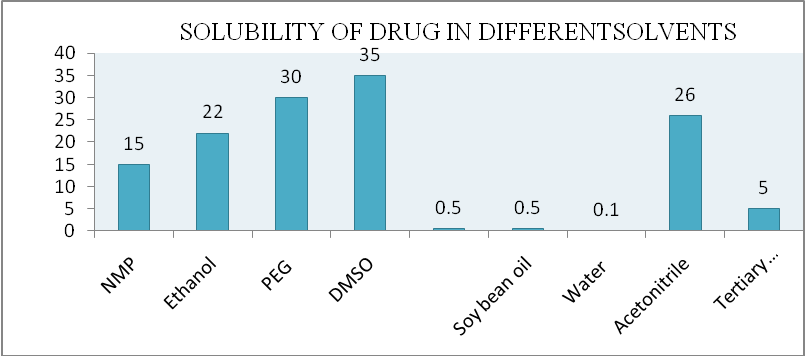 SOLUBILITY OF DRUG IN DIFFERENTSOLVENTS
40
35
30
25
20
15
10
5
0
15
22
30
35
0.5
0.5
0.1
26
5
NMP
Ethanol
PEG
DMSO
Soy bean oil
Water
Acetonitrile
Tertiary...